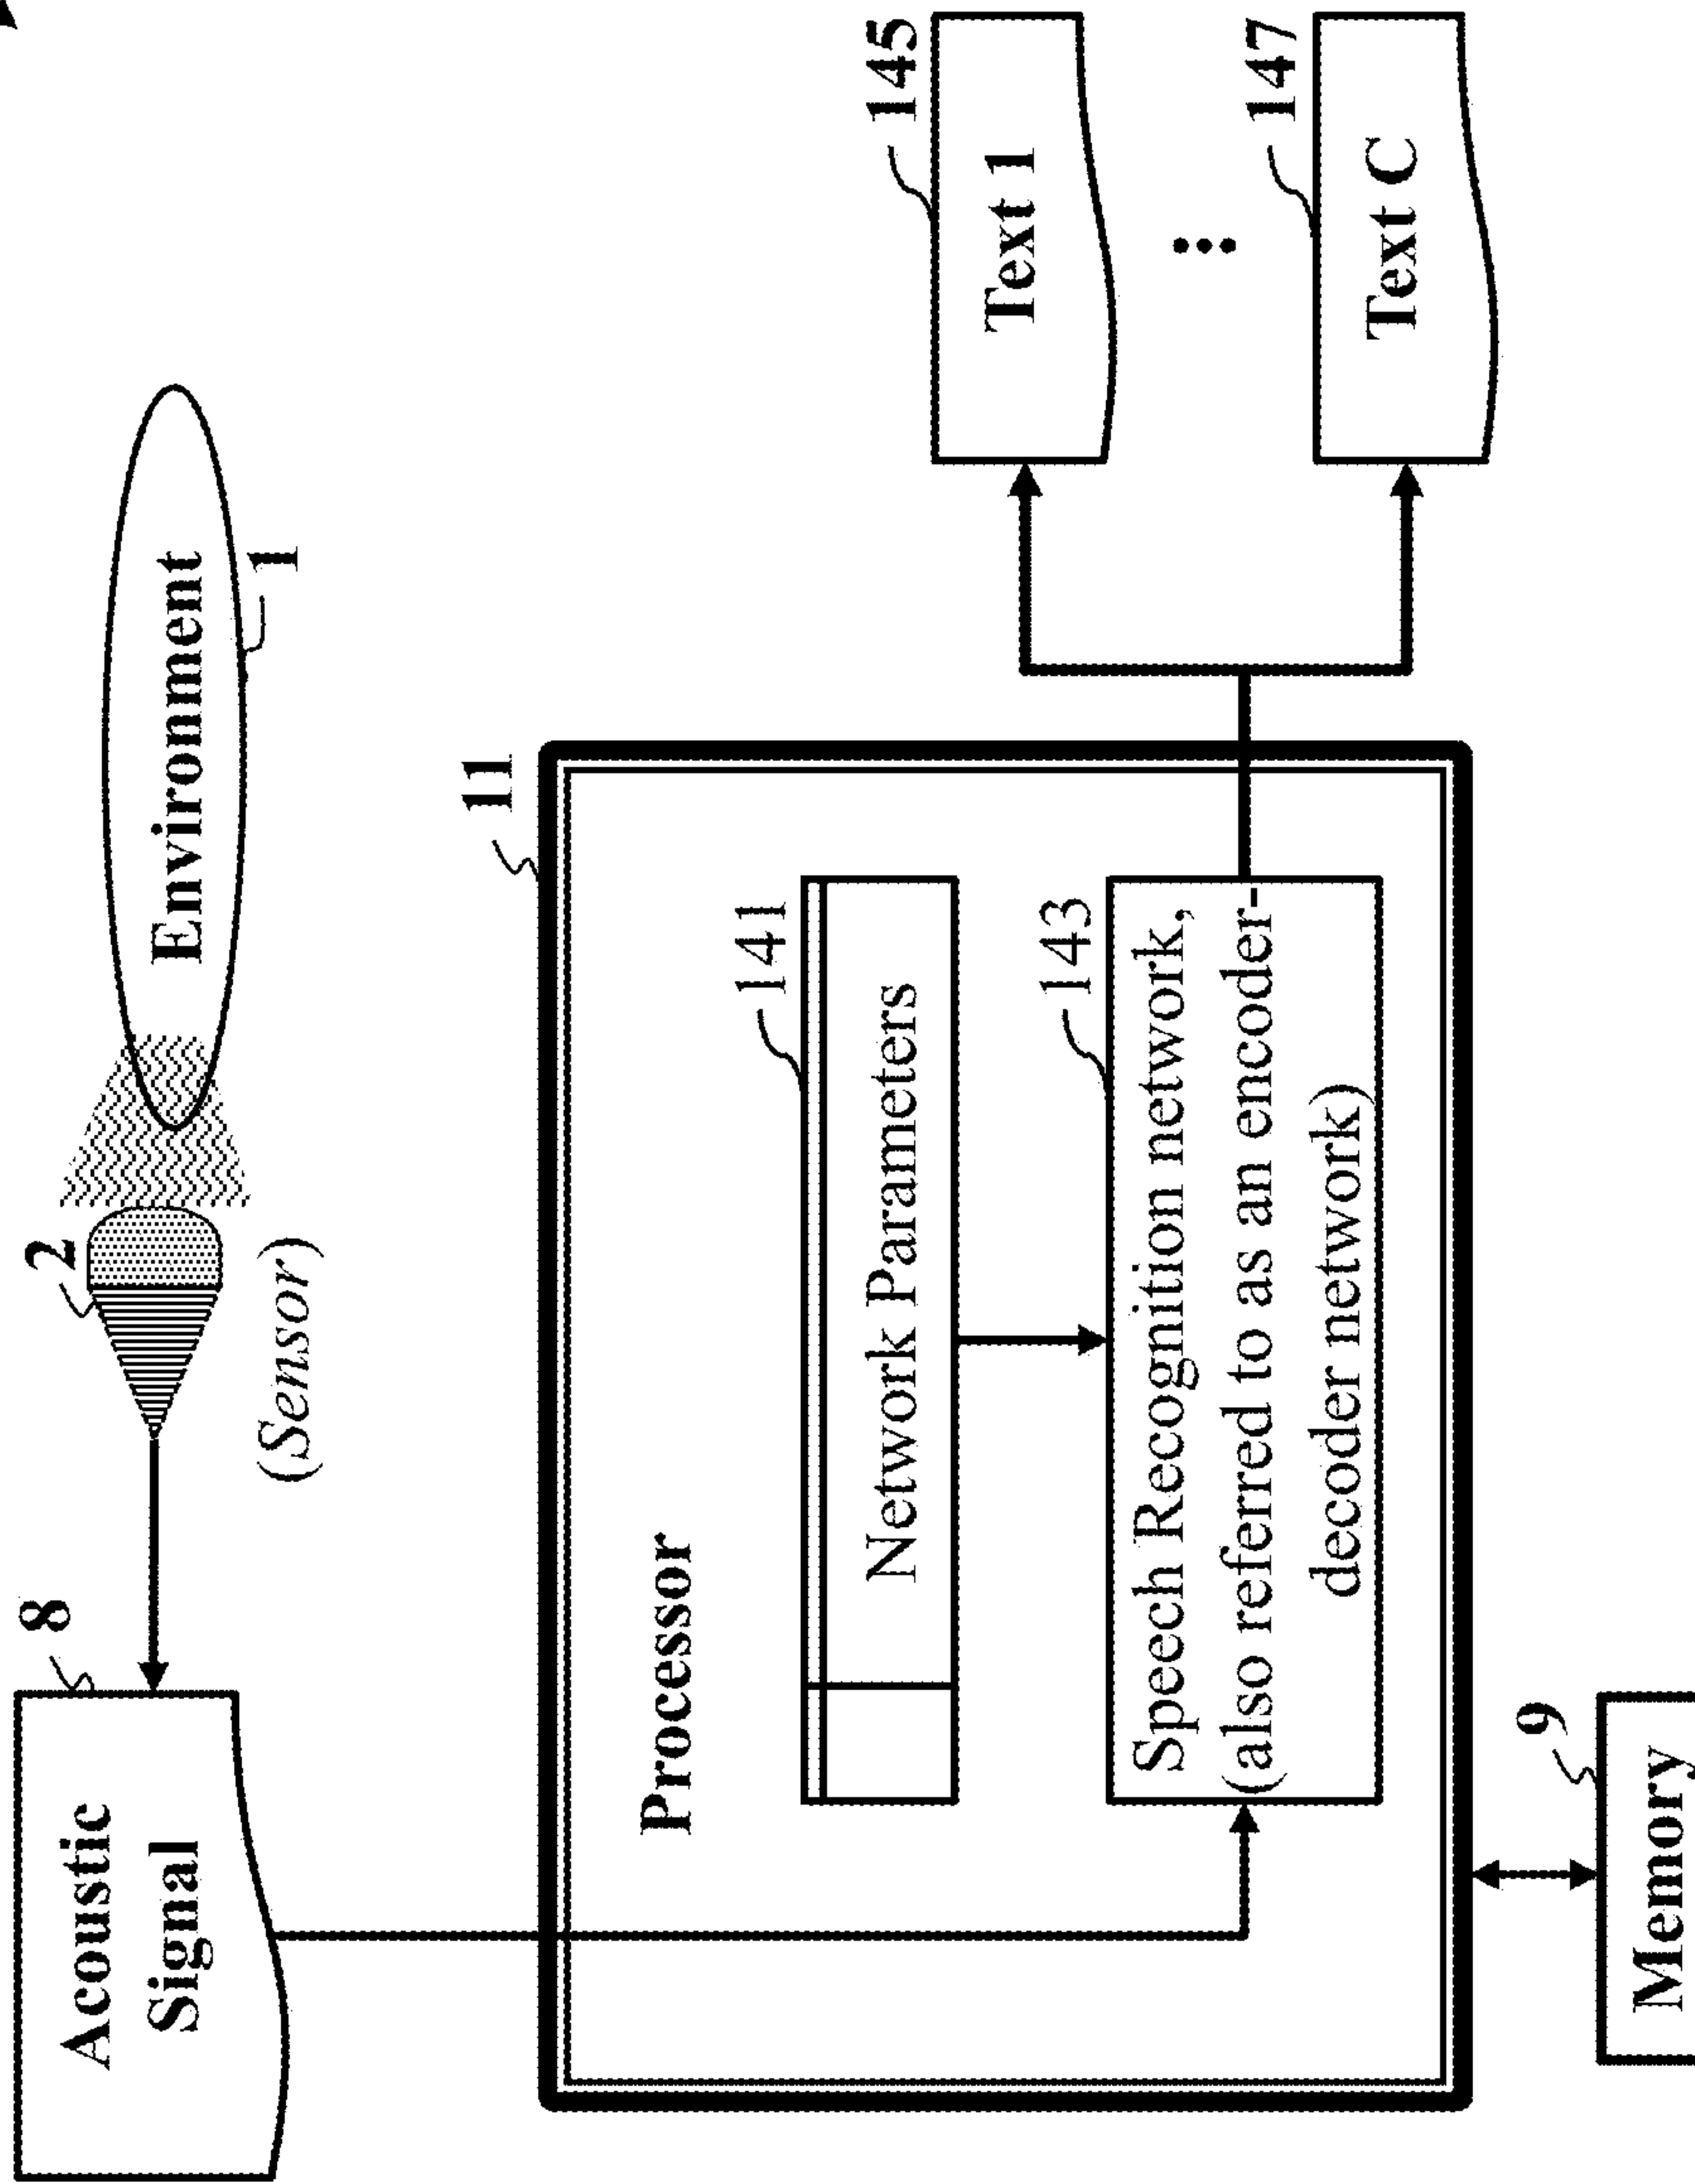 8
Acoustic
Signal
2
(Sensor)
Environment
1
11
Processor
141
Network Parameters
143
Speech Recognition network,
(also referred to as an encoder-
decoder network)
145
Text 1
147
Text C
9
Memory